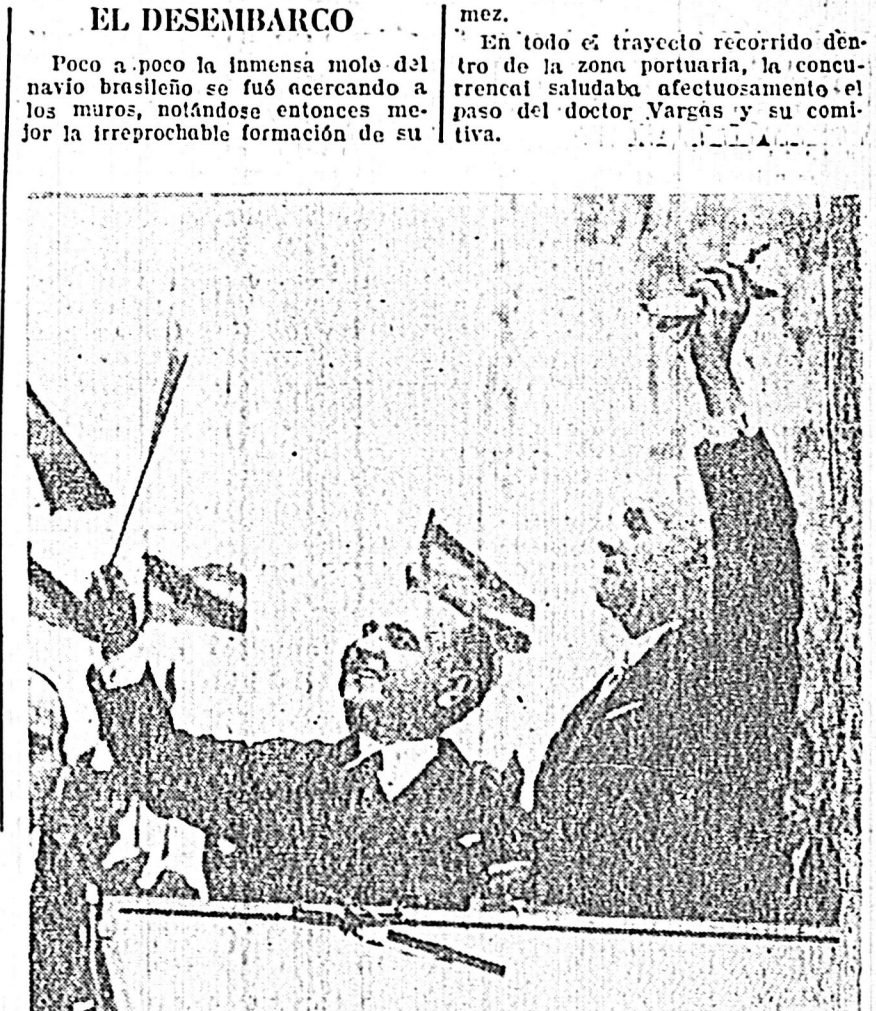 EL DESEMBARCO
Poco a poco la inmensa mole del
navío brasileño se fué acercando a
los muros, notándose entonces me-
jor la irreprochable formación de su
mez.
En todo el trayecto recorrido den-
tro de la zona portuaria, la concu-
rrencai saludaba afectuosamente el
paso del doctor Vargas y su comi-
tiva.